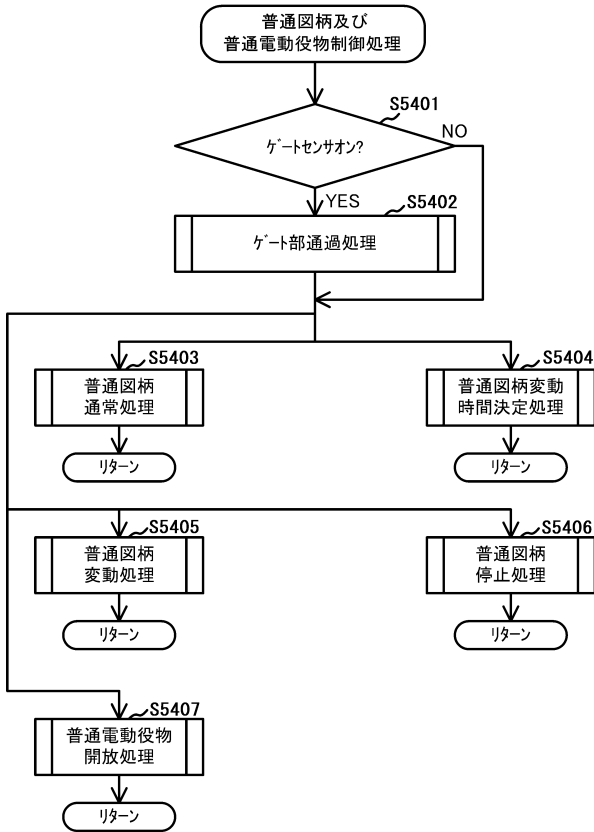 普通図柄及び
普通電動役物制御処理
S5401
ｹﾞｰﾄｾﾝｻｵﾝ?
NO
YES
S5402
ｹﾞｰﾄ部通過処理
S5403
普通図柄
通常処理
ﾘﾀｰﾝ
S5404
普通図柄変動
時間決定処理
ﾘﾀｰﾝ
S5405
普通図柄
変動処理
ﾘﾀｰﾝ
S5406
普通図柄
停止処理
ﾘﾀｰﾝ
S5407
普通電動役物
開放処理
ﾘﾀｰﾝ